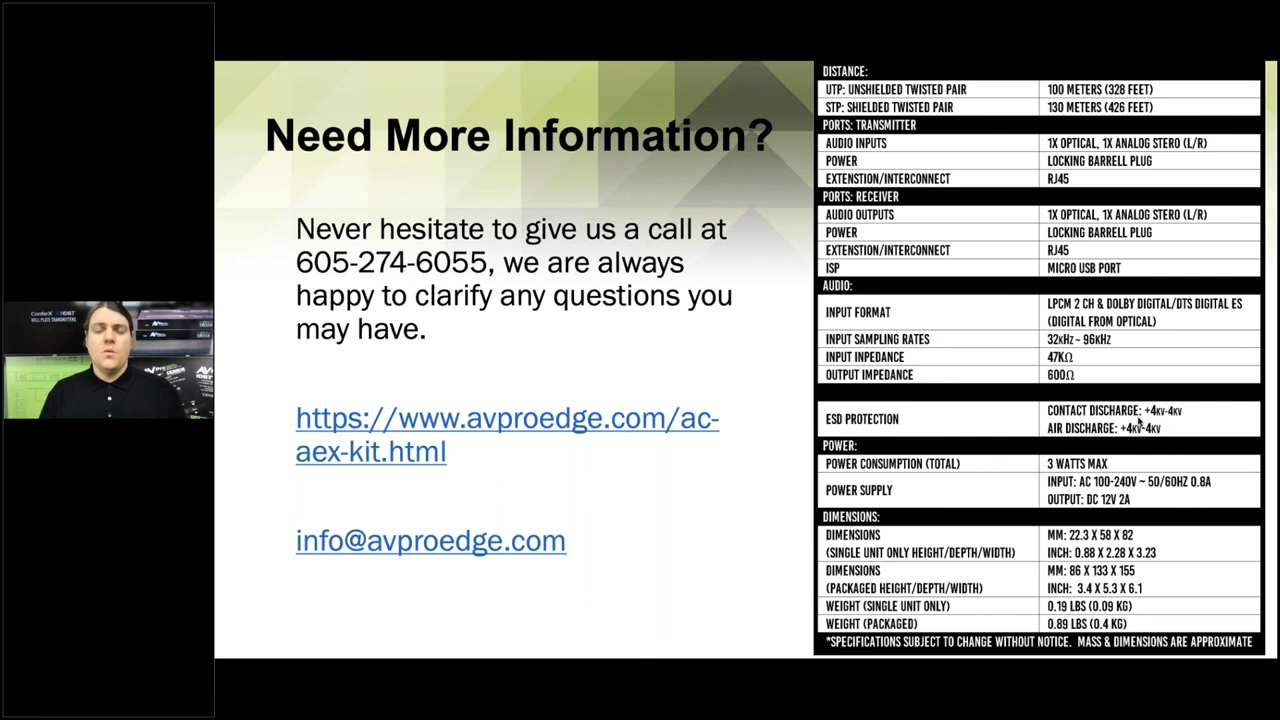 Need More Information?
Never hesitate to give us a call at
605-274-6055, we are always
happy to clarify any questions you
may have.
https://www.avproedge.com/ac-
aex-kit.html
info@avproedge.com
DISTANCE:
UTP: UNSHIELDED TWISTED PAIR 100 METERS (328 FEET)
STP: SHIELDED TWISTED PAIR 130 METERS (426 FEET)
PORTS: TRANSMITTER
AUDIO INPUTS 1X OPTICAL, 1X ANALOG STERO (L/R)
POWER LOCKING BARRELL PLUG
EXTENSTION/INTERCONNECT RJ45
PORTS: RECEIVER
AUDIO OUTPUTS 1X OPTICAL, 1X ANALOG STERO (L/R)
POWER LOCKING BARRELL PLUG
EXTENSTION/INTERCONNECT RJ45
ISP MICRO USB PORT
AUDIO:
INPUT FORMAT LPCM 2 CH & DOLBY DIGITAL/DTS DIGITAL ES
(DIGITAL FROM OPTICAL)
INPUT SAMPLING RATES 32KHZ~ 96KHZ
INPUT IMPEDANCE 47KΩ
OUTPUT IMPEDANCE 600Ω
ESD PROTECTION CONTACT DISCHARGE: +4KV-4KV
AIR DISCHARGE: +4KV-4KV
POWER:
POWER CONSUMPTION (TOTAL) 3 WATTS MAX
POWER SUPPLY INPUT: AC 100-240V ~ 50/60HZ 0.8A
OUTPUT: DC 12V 2A
DIMENSIONS:
DIMENSIONS MM: 22.3 X 58 X 82
(SINGLE UNIT ONLY HEIGHT/DEPTH/WIDTH) INCH: 0.88 X 2.28 X 3.23
DIMENSIONS MM: 86 X 133 X 155
(PACKAGED HEIGHT/DEPTH/WIDTH) INCH: 3.4 X 5.3 X 6.1
WEIGHT (SINGLE UNIT ONLY) 0.19 LBS (0.09 KG)
WEIGHT (PACKAGED) 0.89 LBS (0.4 KG)
*SPECIFICATIONS SUBJECT TO CHANGE WITHOUT NOTICE. MASS & DIMENSIONS ARE APPROXIMATE
WALL PLATE TRANSMITTERS